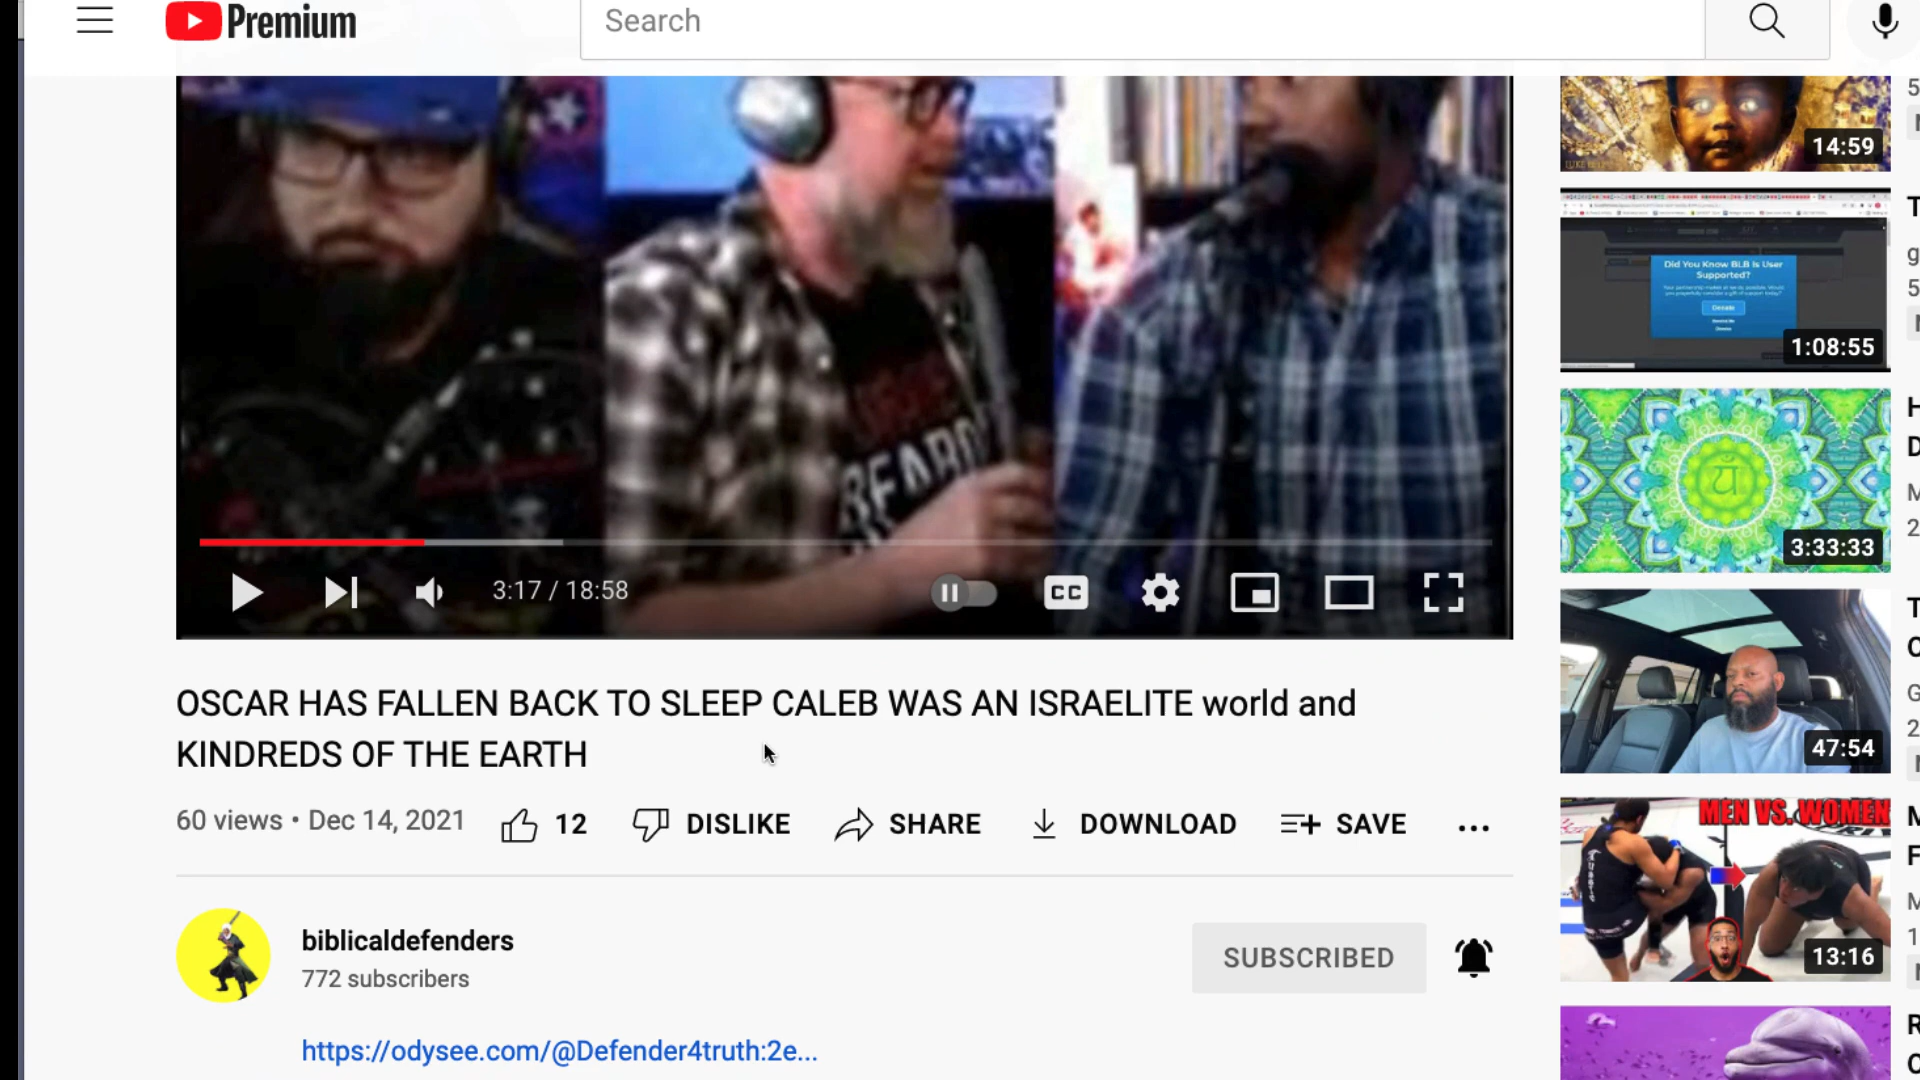 Premium
Search
BEARD
3:17 / 18:58
CC
OSCAR HAS FALLEN BACK TO SLEEP CALEB WAS AN ISRAELITE world and
KINDREDS OF THE EARTH
60 views • Dec 14, 2021
12
DISLIKE
SHARE
DOWNLOAD
SAVE
biblicaldefenders
772 subscribers
SUBSCRIBED
https://odysee.com/@Defender4truth:2e...
14:59
Did You Know BLB Is User
Supported?
Donate
1:08:55
3:33:33
47:54
MEN VS. WOMEN
13:16